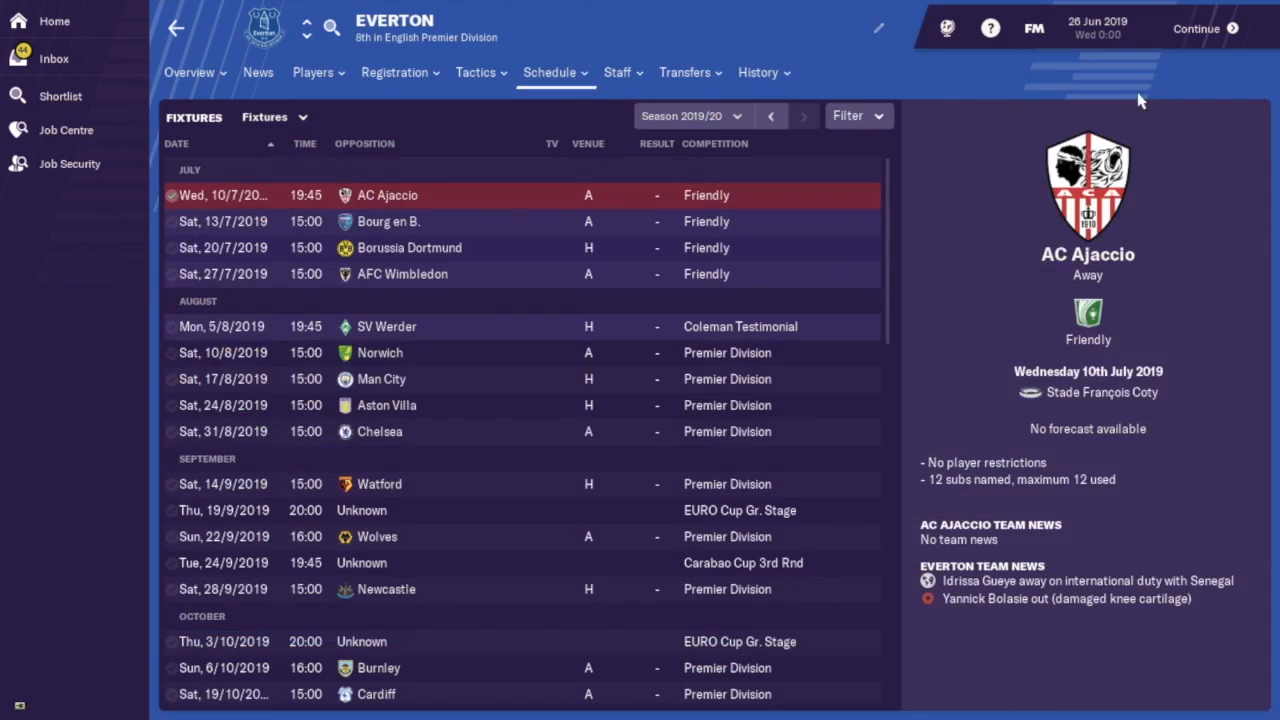 Home
44
Inbox
Shortlist
Job Centre
Job Security
Everton
EVERTON
8th in English Premier Division
FM
26 Jun 2019
Wed 0:00
Continue
Overview News Players Registration Tactics Schedule Staff Transfers History
FIXTURES Fixtures Season 2019/20 Filter
DATE TIME OPPOSITION TV VENUE RESULT COMPETITION
JULY
Wed, 10/7/20... 19:45 AC Ajaccio A - Friendly
Sat, 13/7/2019 15:00 Bourg en B. A - Friendly
Sat, 20/7/2019 15:00 Borussia Dortmund H - Friendly
Sat, 27/7/2019 15:00 AFC Wimbledon A - Friendly
AUGUST
Mon, 5/8/2019 19:45 SV Werder H - Coleman Testimonial
Sat, 10/8/2019 15:00 Norwich A - Premier Division
Sat, 17/8/2019 15:00 Man City H - Premier Division
Sat, 24/8/2019 15:00 Aston Villa H - Premier Division
Sat, 31/8/2019 15:00 Chelsea A - Premier Division
SEPTEMBER
Sat, 14/9/2019 15:00 Watford H - Premier Division
Thu, 19/9/2019 20:00 Unknown EURO Cup Gr. Stage
Sun, 22/9/2019 16:00 Wolves A - Premier Division
Tue, 24/9/2019 19:45 Unknown Carabao Cup 3rd Rnd
Sat, 28/9/2019 15:00 Newcastle H - Premier Division
OCTOBER
Thu, 3/10/2019 20:00 Unknown EURO Cup Gr. Stage
Sun, 6/10/2019 16:00 Burnley A - Premier Division
Sat, 19/10/20... 15:00 Cardiff A - Premier Division
A C A
1910
AC Ajaccio
Away
Friendly
Wednesday 10th July 2019
Stade François Coty
No forecast available
- No player restrictions
- 12 subs named, maximum 12 used
AC AJACCIO TEAM NEWS
No team news
EVERTON TEAM NEWS
Idrissa Gueye away on international duty with Senegal
Yannick Bolasie out (damaged knee cartilage)